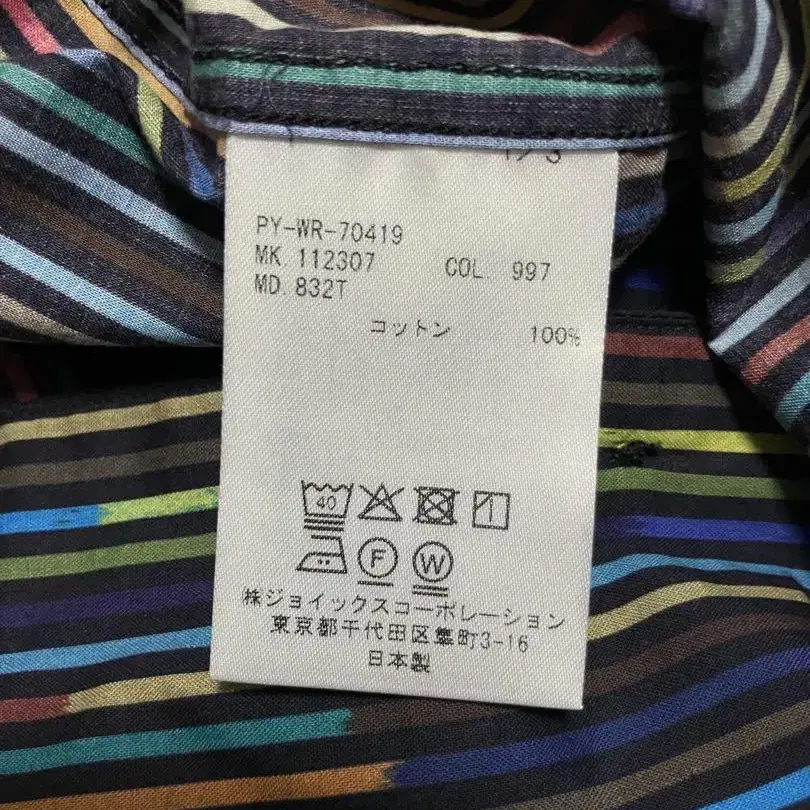 PY-WR-70419
MK. 112307 COL. 997
MD. 832T
コットン 100%
40
F W
株ジョイックスコーポレーション
東京都千代田区隼町3-16
日本製